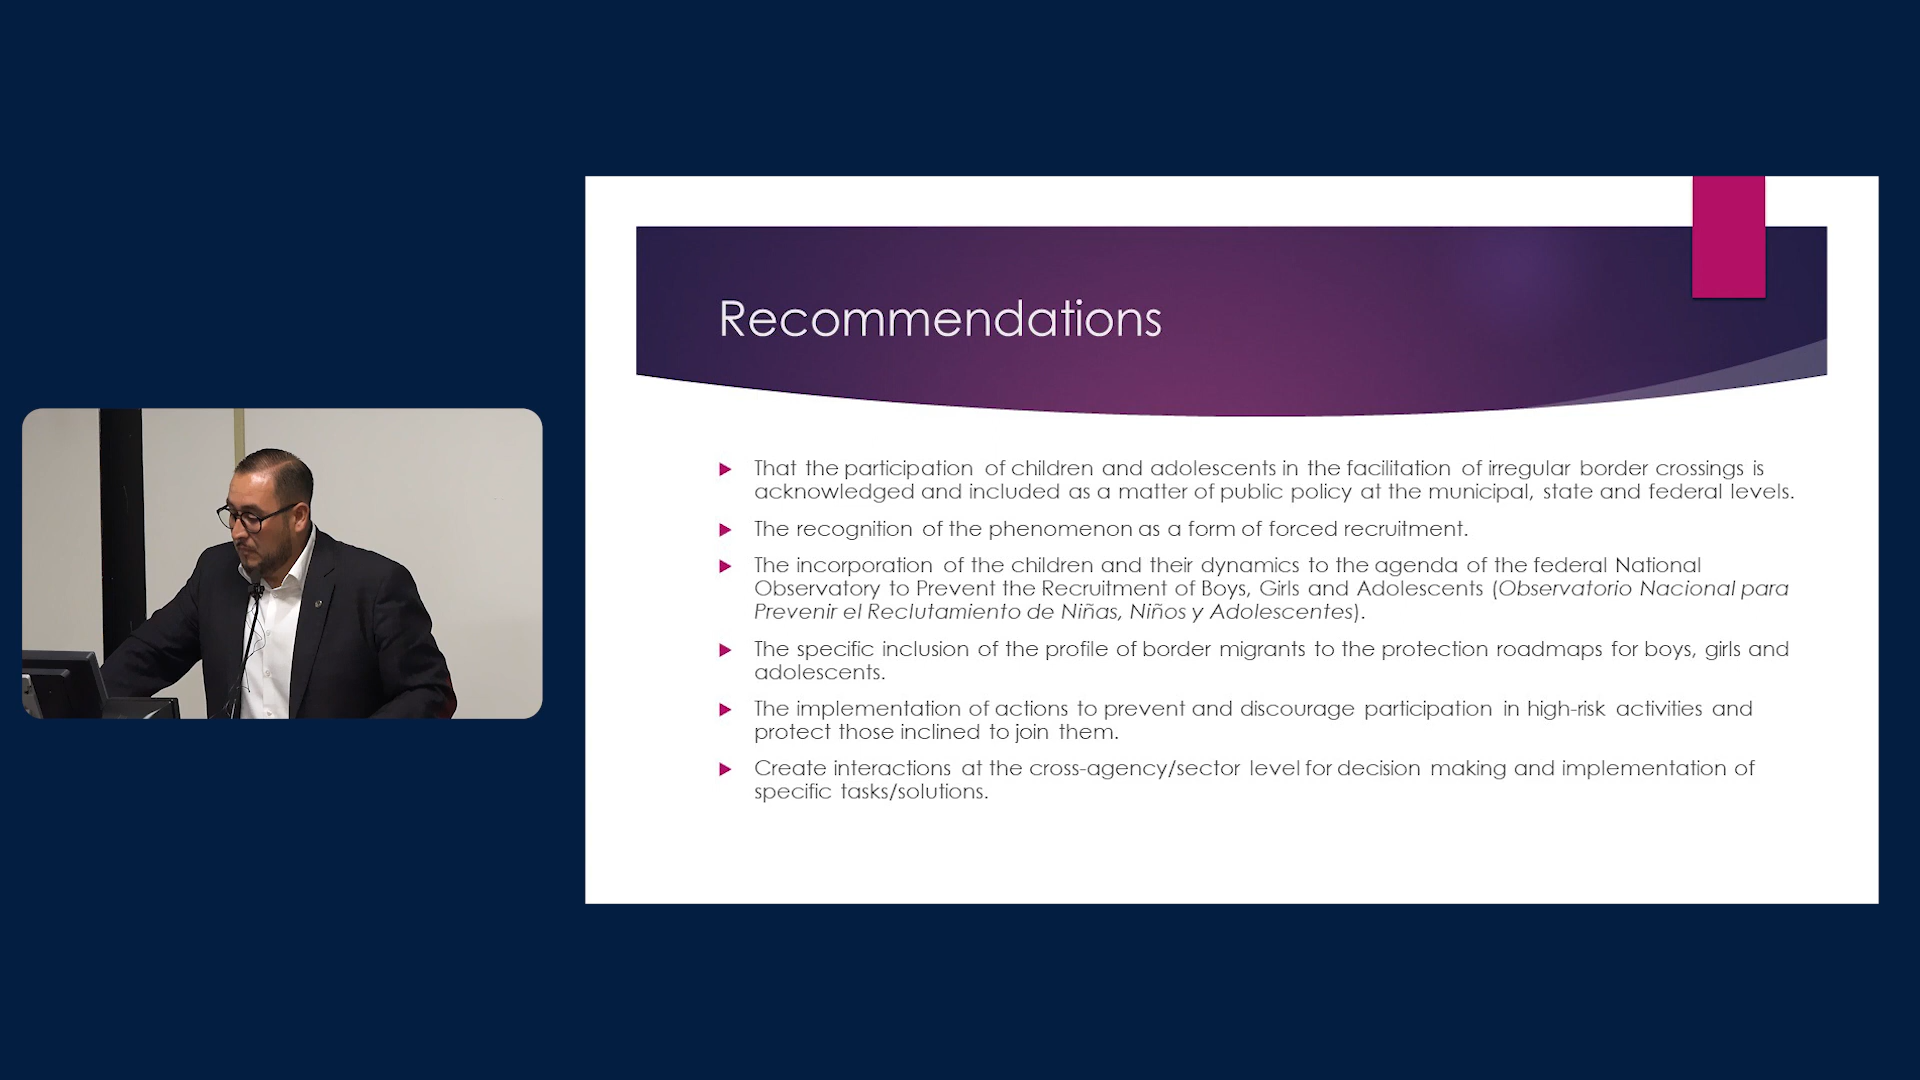 Recommendations
That the participation of children and adolescents in the facilitation of irregular border crossings is
acknowledged and included as a matter of public policy at the municipal, state and federal levels.
The recognition of the phenomenon as a form of forced recruitment.
The incorporation of the children and their dynamics to the agenda of the federal National
Observatory to Prevent the Recruitment of Boys, Girls and Adolescents (Observatorio Nacional para
Prevenir el Reclutamiento de Niñas, Niños y Adolescentes).
The specific inclusion of the profile of border migrants to the protection roadmaps for boys, girls and
adolescents.
The implementation of actions to prevent and discourage participation in high-risk activities and
protect those inclined to join them.
Create interactions at the cross-agency/sector level for decision making and implementation of
specific tasks/solutions.